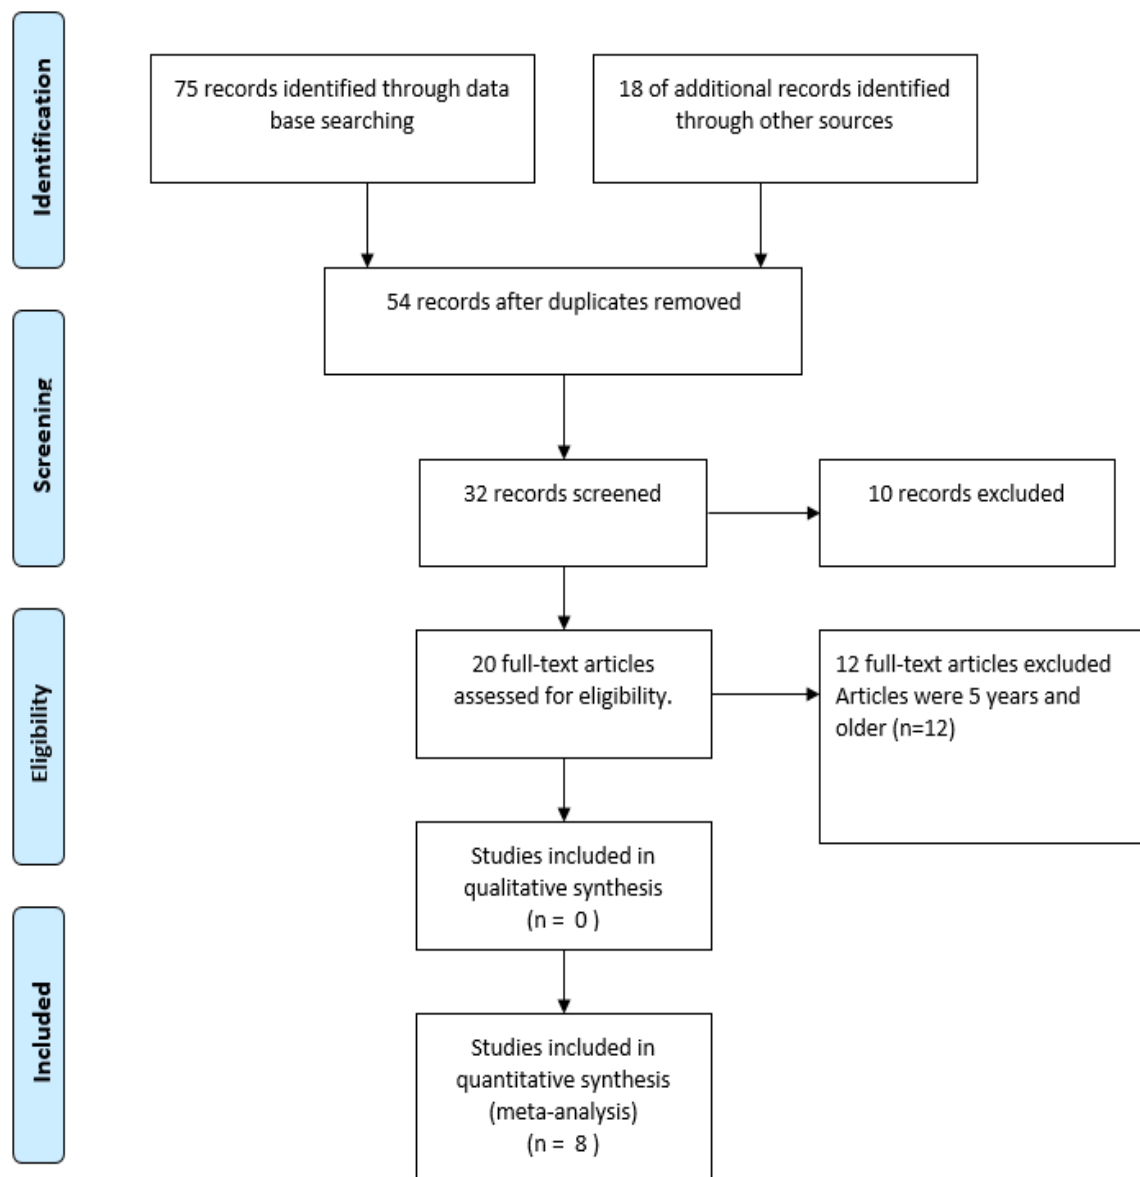 Identification
75 records identified through data
base searching
18 of additional records identified
through other sources
54 records after duplicates removed
Screening
32 records screened
10 records excluded
Eligibility
20 full-text articles
assessed for eligibility.
12 full-text articles excluded
Articles were 5 years and
older (n=12)
Studies included in
qualitative synthesis
(n = 0 )
Included
Studies included in
quantitative synthesis
(meta-analysis)
(n = 8 )